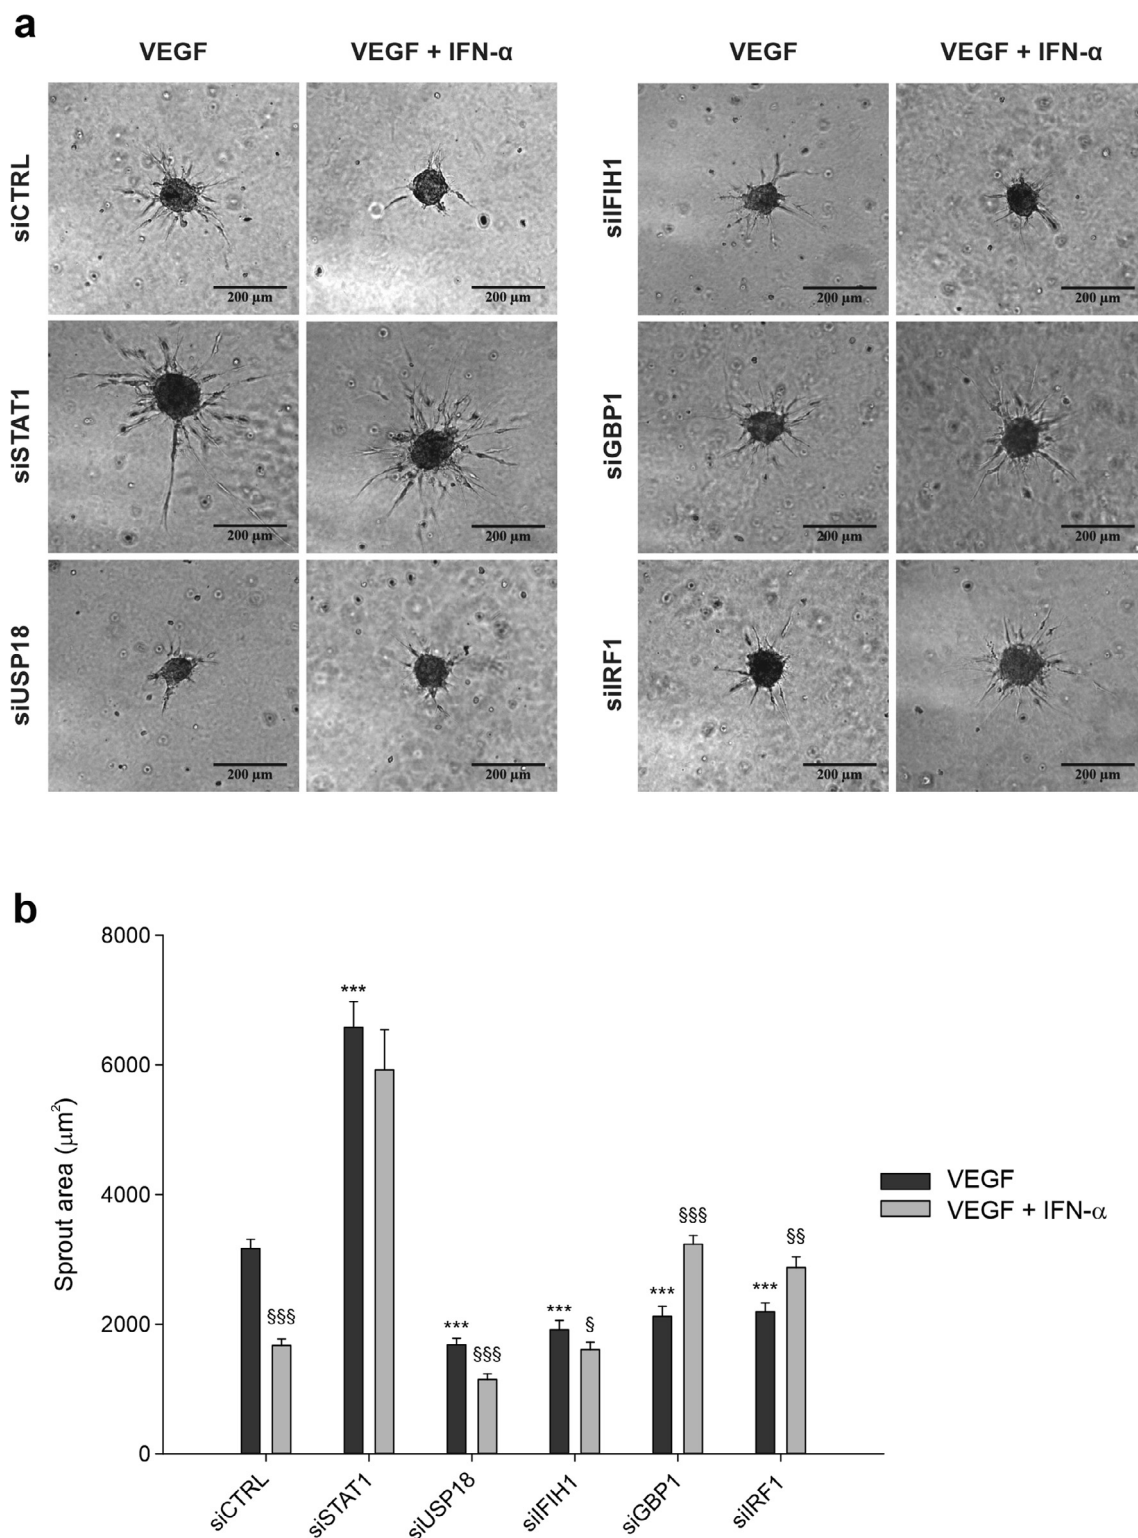 a
VEGF
VEGF + IFN-α
VEGF
VEGF + IFN-α
siCTRL
200 µm
200 µm
siIFIH1
200 µm
200 µm
siSTAT1
200 µm
200 µm
siGBP1
200 µm
200 µm
siUSP18
200 µm
200 µm
siIRF1
200 µm
200 µm
b
Sprout area (µm²)
8000
6000
4000
2000
0
§§§
***
***
§§§
***
§
***
§§§
***
§§
siCTRL
siSTAT1
siUSP18
siIFIH1
siGBP1
siIRF1
VEGF
VEGF + IFN-α